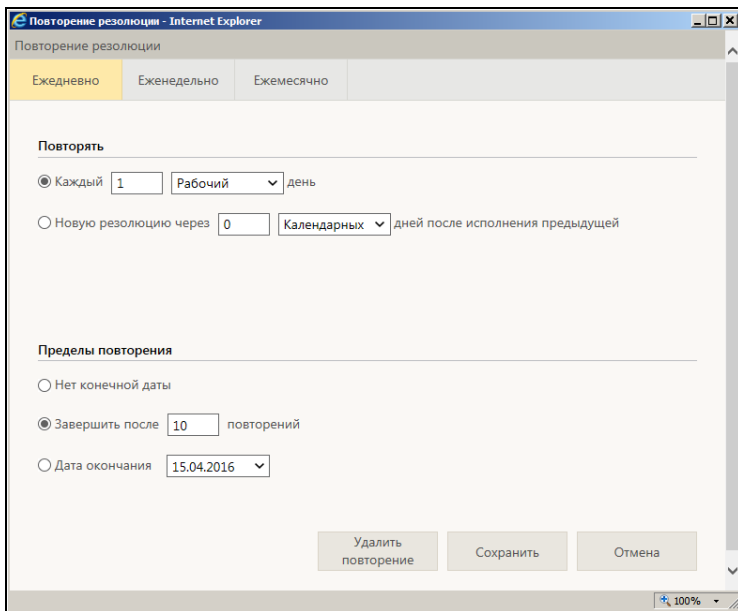 Повторение резолюции - Internet Explorer
Повторение резолюции
Ежедневно Еженедельно Ежемесячно
Повторять
Каждый 1 Рабочий день
Новую резолюцию через 0 Календарных дней после исполнения предыдущей
Пределы повторения
Нет конечной даты
Завершить после 10 повторений
Дата окончания 15.04.2016
Удалить повторение Сохранить Отмена
100%